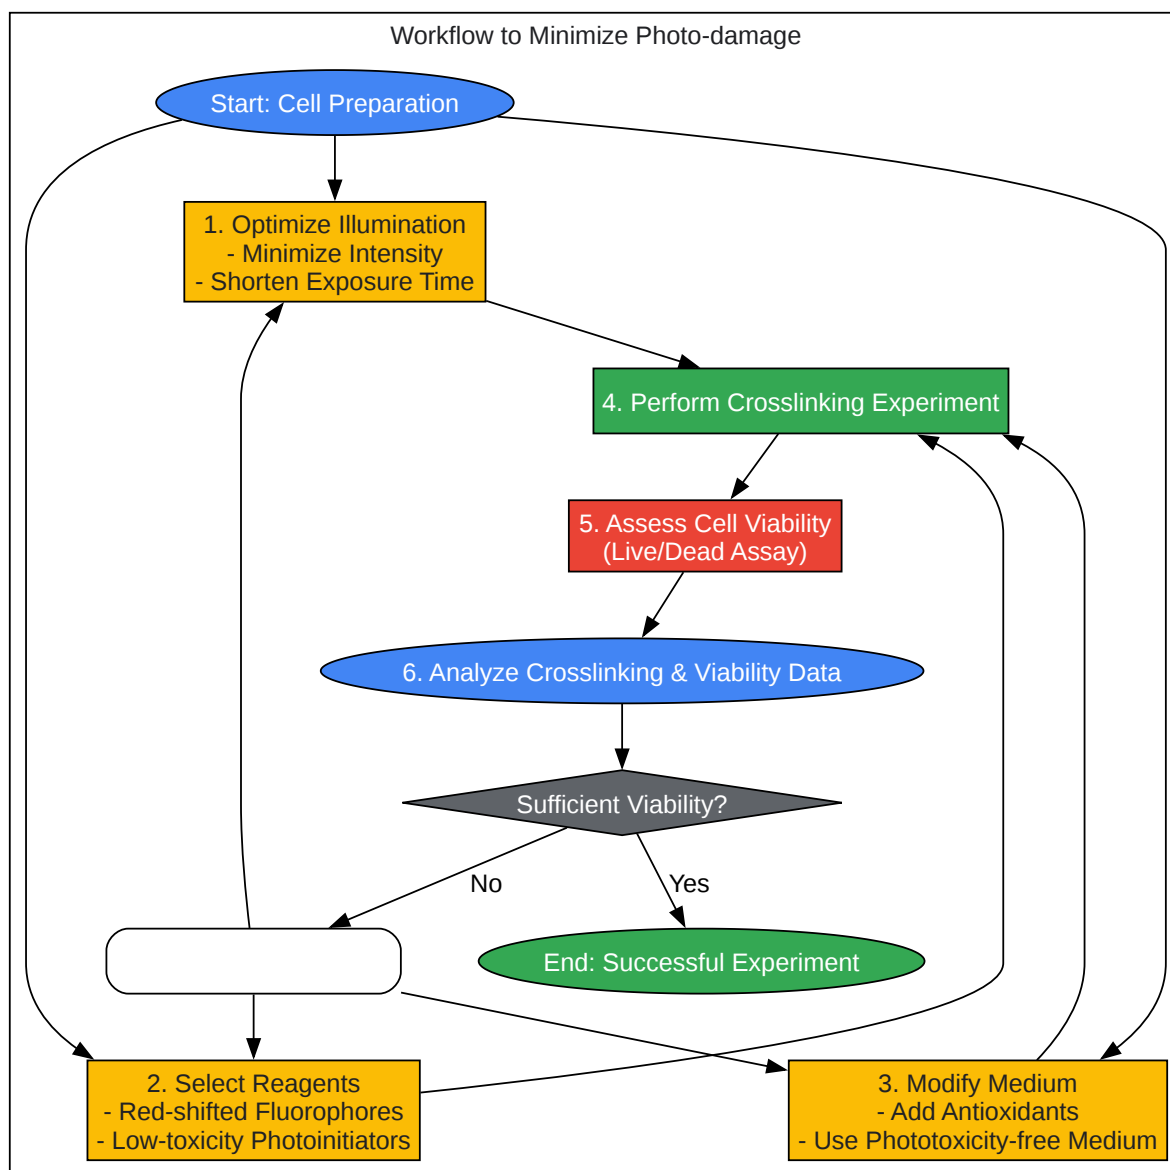 Workflow to Minimize Photo-damage
Start: Cell Preparation
1. Optimize Illumination
- Minimize Intensity
- Shorten Exposure Time
4. Perform Crosslinking Experiment
5. Assess Cell Viability
(Live/Dead Assay)
6. Analyze Crosslinking & Viability Data
Sufficient Viability?
No
Yes
End: Successful Experiment
2. Select Reagents
- Red-shifted Fluorophores
- Low-toxicity Photoinitiators
3. Modify Medium
- Add Antioxidants
- Use Phototoxicity-free Medium